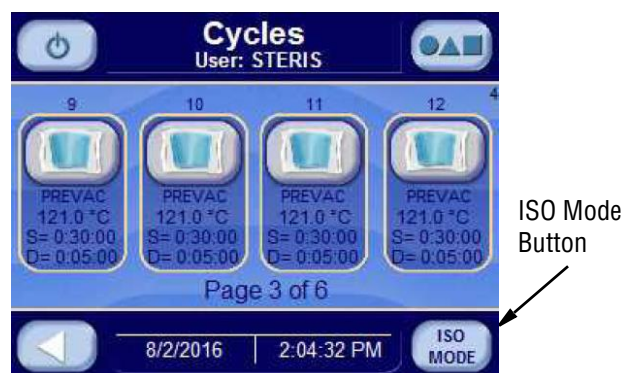 Cycles
User: STERIS
4
9 10 11 12
PREVAC PREVAC PREVAC PREVAC
121.0 °C 121.0 °C 121.0 °C 121.0 °C
S= 0:30:00 S= 0:30:00 S= 0:30:00 S= 0:30:00
D= 0:05:00 D= 0:05:00 D= 0:05:00 D= 0:05:00
Page 3 of 6
8/2/2016 2:04:32 PM
ISO
MODE
ISO Mode
Button